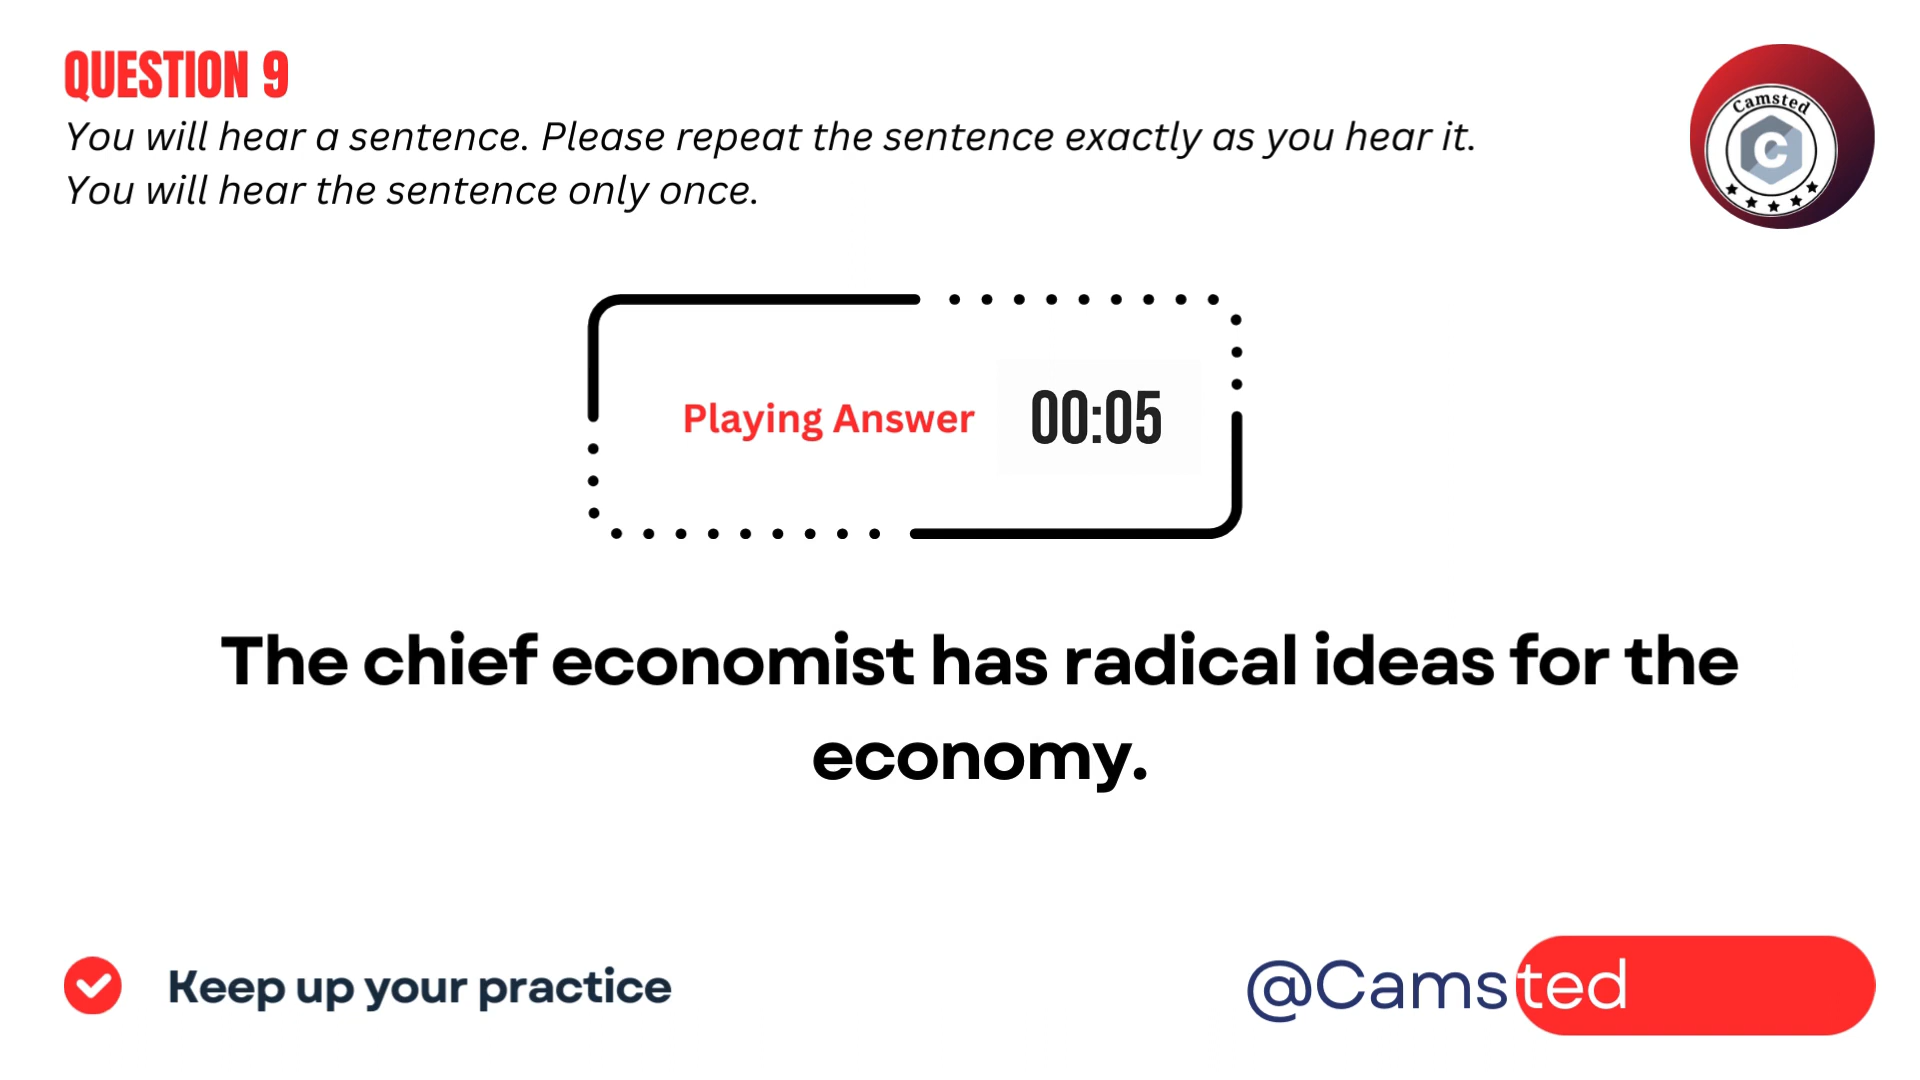 QUESTION 9
You will hear a sentence. Please repeat the sentence exactly as you hear it.
You will hear the sentence only once.
Camsted
C
Playing Answer 00:05
The chief economist has radical ideas for the
economy.
Keep up your practice
@Camsted